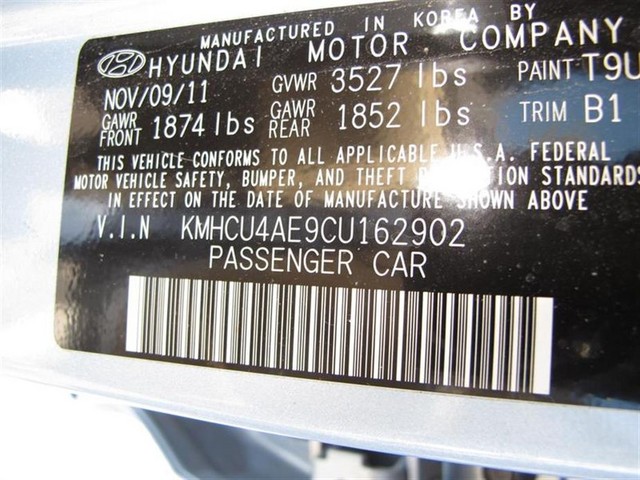 MANUFACTURED IN KOREA BY
HYUNDAI MOTOR COMPANY
NOV/09/11 GVWR 3527 lbs PAINT T9U
GAWR FRONT 1874 lbs GAWR REAR 1852 lbs TRIM B1
THIS VEHICLE CONFORMS TO ALL APPLICABLE U.S.A. FEDERAL
MOTOR VEHICLE SAFETY, BUMPER, AND THEFT STANDARDS
IN EFFECT ON THE DATE OF MANUFACTURE SHOWN ABOVE
V.I.N KMHCU4AE9CU162902
PASSENGER CAR